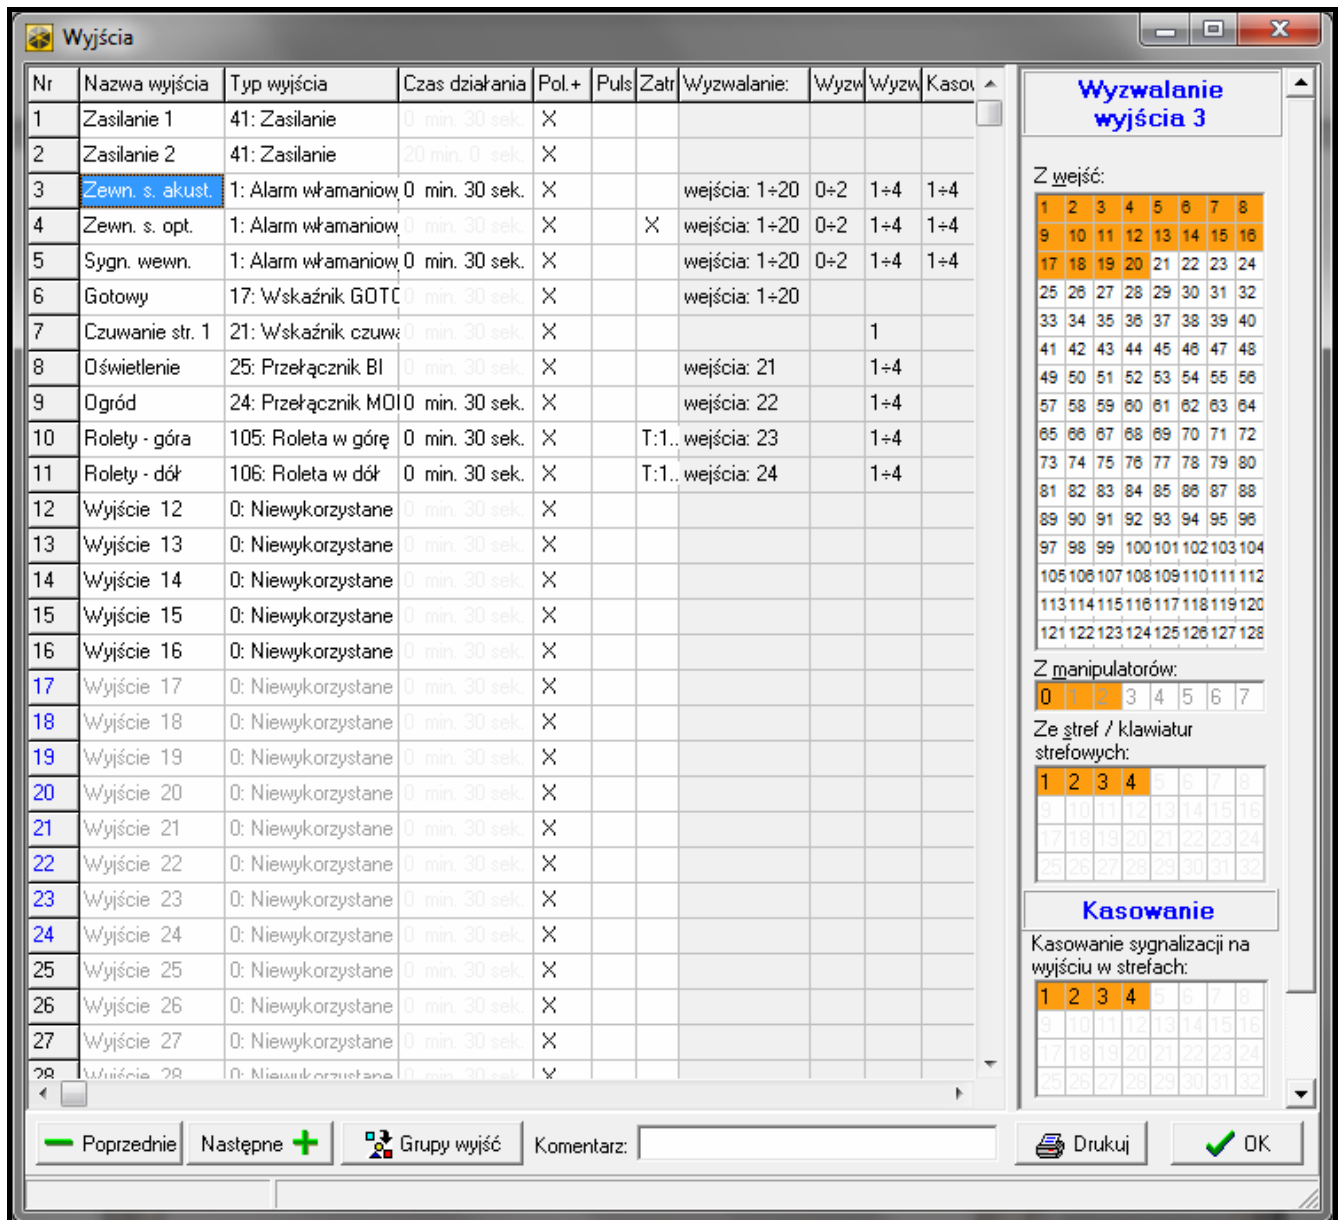 Wyjścia
Nr Nazwa wyjścia Typ wyjścia Czas działania Pol.+ Puls Zatr Wyzwalanie: Wyzw Wyzw Kasow
1 Zasilanie 1 41: Zasilanie 0 min. 30 sek. X
2 Zasilanie 2 41: Zasilanie 20 min. 0 sek. X
3 Zewn. s. akust. 1: Alarm włamaniow 0 min. 30 sek. X wejścia: 1÷20 0÷2 1÷4 1÷4
4 Zewn. s. opt. 1: Alarm włamaniow 0 min. 30 sek. X X wejścia: 1÷20 0÷2 1÷4 1÷4
5 Sygn. wewn. 1: Alarm włamaniow 0 min. 30 sek. X wejścia: 1÷20 0÷2 1÷4 1÷4
6 Gotowy 17: Wskaźnik GOTO 0 min. 30 sek. X wejścia: 1÷20
7 Czuwanie str. 1 21: Wskaźnik czuwa 0 min. 30 sek. X 1
8 Oświetlenie 25: Przełącznik BI 0 min. 30 sek. X wejścia: 21 1÷4
9 Ogród 24: Przełącznik MO 0 min. 30 sek. X wejścia: 22 1÷4
10 Rolety - góra 105: Roleta w górę 0 min. 30 sek. X T:1.. wejścia: 23 1÷4
11 Rolety - dół 106: Roleta w dół 0 min. 30 sek. X T:1.. wejścia: 24 1÷4
12 Wyjście 12 0: Niewykorzystane 0 min. 30 sek. X
13 Wyjście 13 0: Niewykorzystane 0 min. 30 sek. X
14 Wyjście 14 0: Niewykorzystane 0 min. 30 sek. X
15 Wyjście 15 0: Niewykorzystane 0 min. 30 sek. X
16 Wyjście 16 0: Niewykorzystane 0 min. 30 sek. X
17 Wyjście 17 0: Niewykorzystane 0 min. 30 sek. X
18 Wyjście 18 0: Niewykorzystane 0 min. 30 sek. X
19 Wyjście 19 0: Niewykorzystane 0 min. 30 sek. X
20 Wyjście 20 0: Niewykorzystane 0 min. 30 sek. X
21 Wyjście 21 0: Niewykorzystane 0 min. 30 sek. X
22 Wyjście 22 0: Niewykorzystane 0 min. 30 sek. X
23 Wyjście 23 0: Niewykorzystane 0 min. 30 sek. X
24 Wyjście 24 0: Niewykorzystane 0 min. 30 sek. X
25 Wyjście 25 0: Niewykorzystane 0 min. 30 sek. X
26 Wyjście 26 0: Niewykorzystane 0 min. 30 sek. X
27 Wyjście 27 0: Niewykorzystane 0 min. 30 sek. X
28 Wyjście 28 0: Niewykorzystane 0 min. 30 sek. X
Wyzwalanie
wyjścia 3
Z wejść:
1 2 3 4 5 6 7 8
9 10 11 12 13 14 15 16
17 18 19 20 21 22 23 24
25 26 27 28 29 30 31 32
33 34 35 36 37 38 39 40
41 42 43 44 45 46 47 48
49 50 51 52 53 54 55 56
57 58 59 60 61 62 63 64
65 66 67 68 69 70 71 72
73 74 75 76 77 78 79 80
81 82 83 84 85 86 87 88
89 90 91 92 93 94 95 96
97 98 99 100 101 102 103 104
105 106 107 108 109 110 111 112
113 114 115 116 117 118 119 120
121 122 123 124 125 126 127 128
Z manipulatorów:
0 1 2 3 4 5 6 7
Ze stref / klawiatur
strefowych:
1 2 3 4 5 6 7 8
9 10 11 12 13 14 15 16
17 18 19 20 21 22 23 24
25 26 27 28 29 30 31 32
Kasowanie
Kasowanie sygnalizacji na
wyjściu w strefach:
1 2 3 4 5 6 7 8
9 10 11 12 13 14 15 16
17 18 19 20 21 22 23 24
25 26 27 28 29 30 31 32
Poprzednie Następne Grupy wyjść Komentarz: Drukuj OK